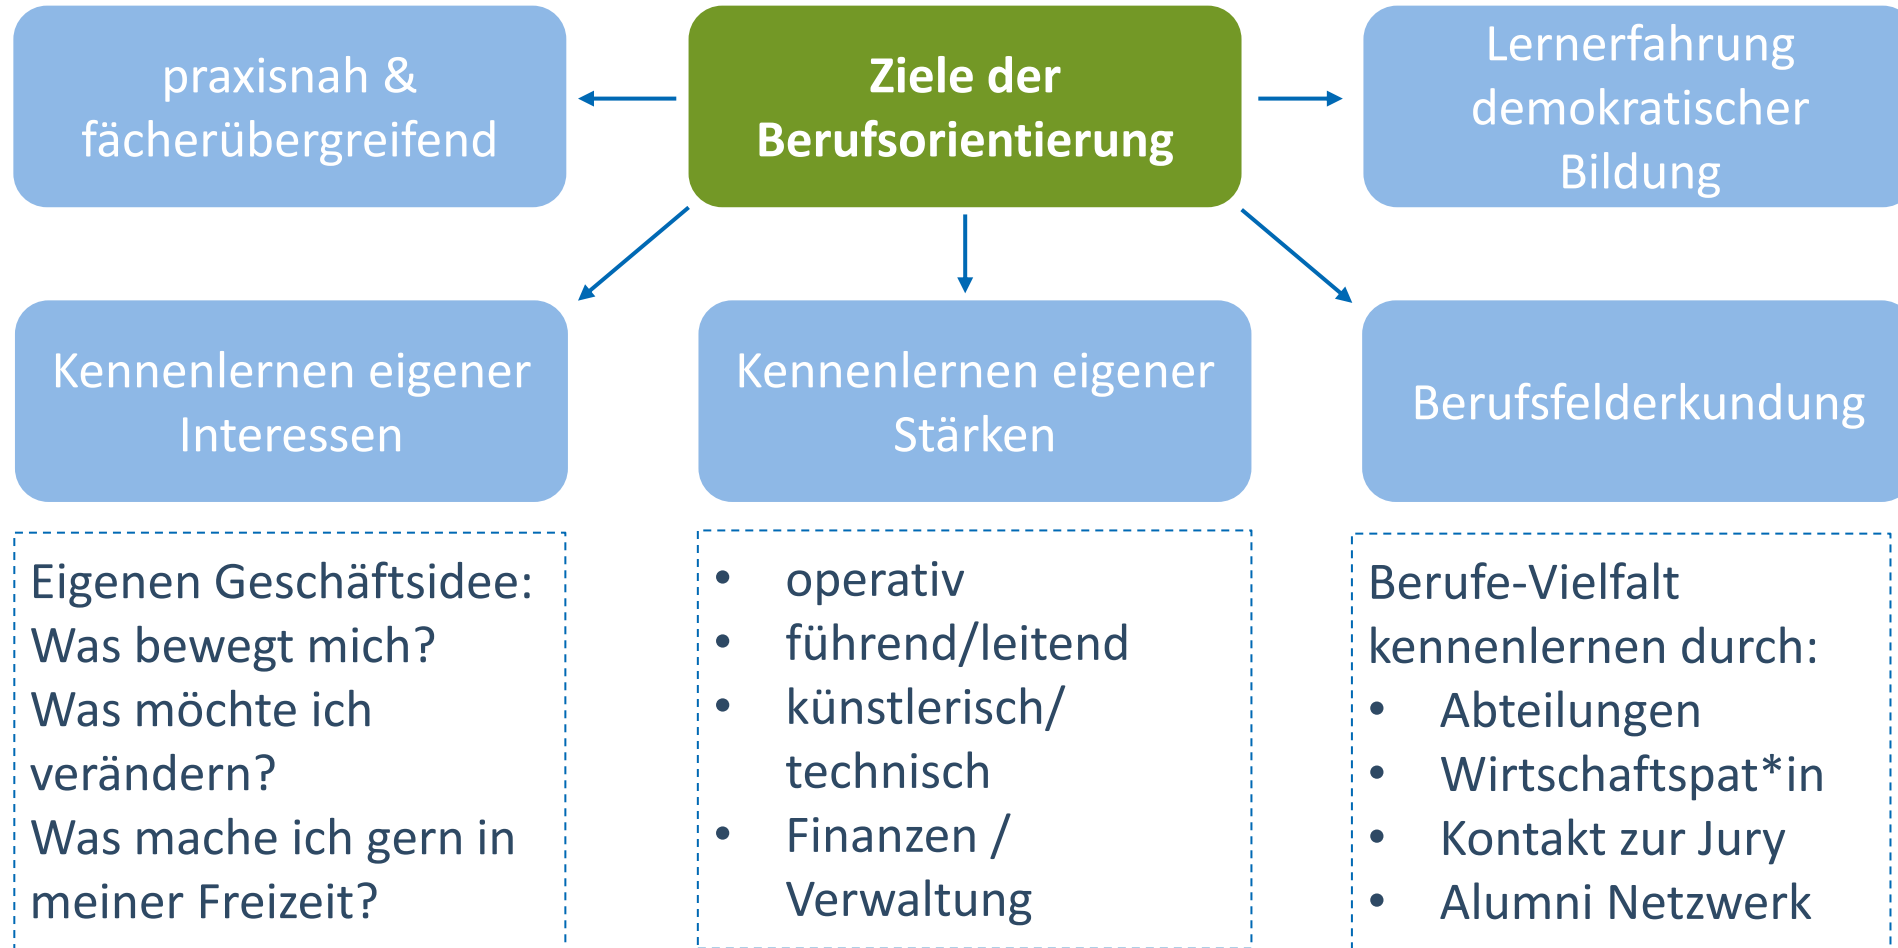 praxisnah &
fächerübergreifend
Ziele der
Berufsorientierung
Lernerfahrung
demokratischer
Bildung
Kennenlernen eigener
Interessen
Kennenlernen eigener
Stärken
Berufsfelderkundung
Eigenen Geschäftsidee:
Was bewegt mich?
Was möchte ich
verändern?
Was mache ich gern in
meiner Freizeit?
• operativ
• führend/leitend
• künstlerisch/
technisch
• Finanzen /
Verwaltung
Berufe-Vielfalt
kennenlernen durch:
• Abteilungen
• Wirtschaftspat*in
• Kontakt zur Jury
• Alumni Netzwerk